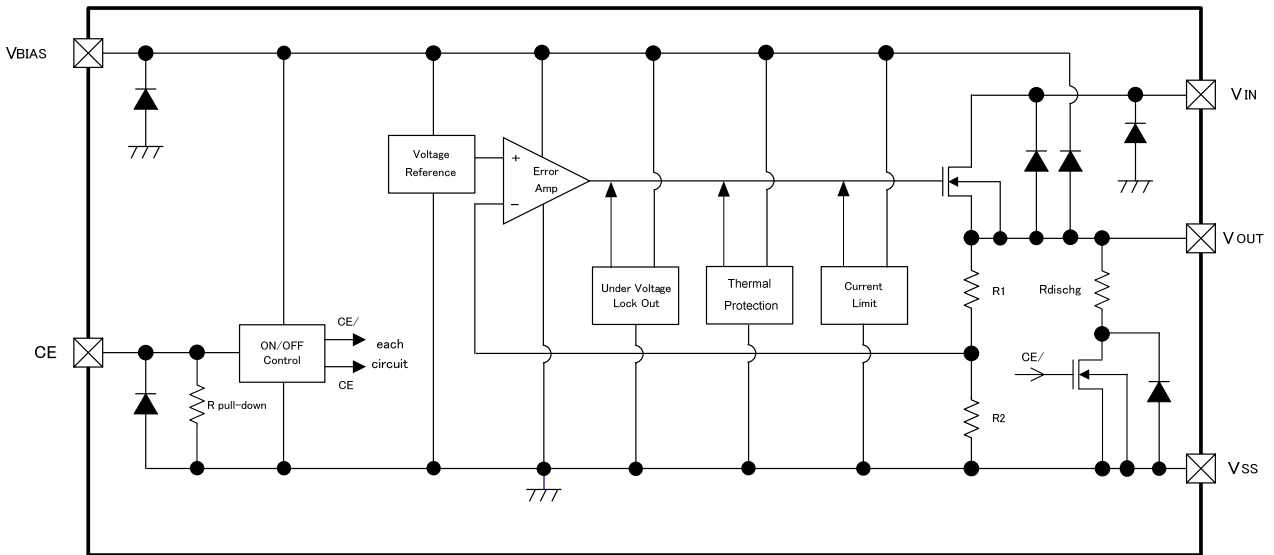 VBIAS
VIN
Voltage
Reference
+
Error
Amp
−
VOUT
Under Voltage
Lock Out
Thermal
Protection
Current
Limit
R1
Rdischg
CE
ON/OFF
Control
CE/
each
circuit
CE
CE/
R pull-down
R2
VSS